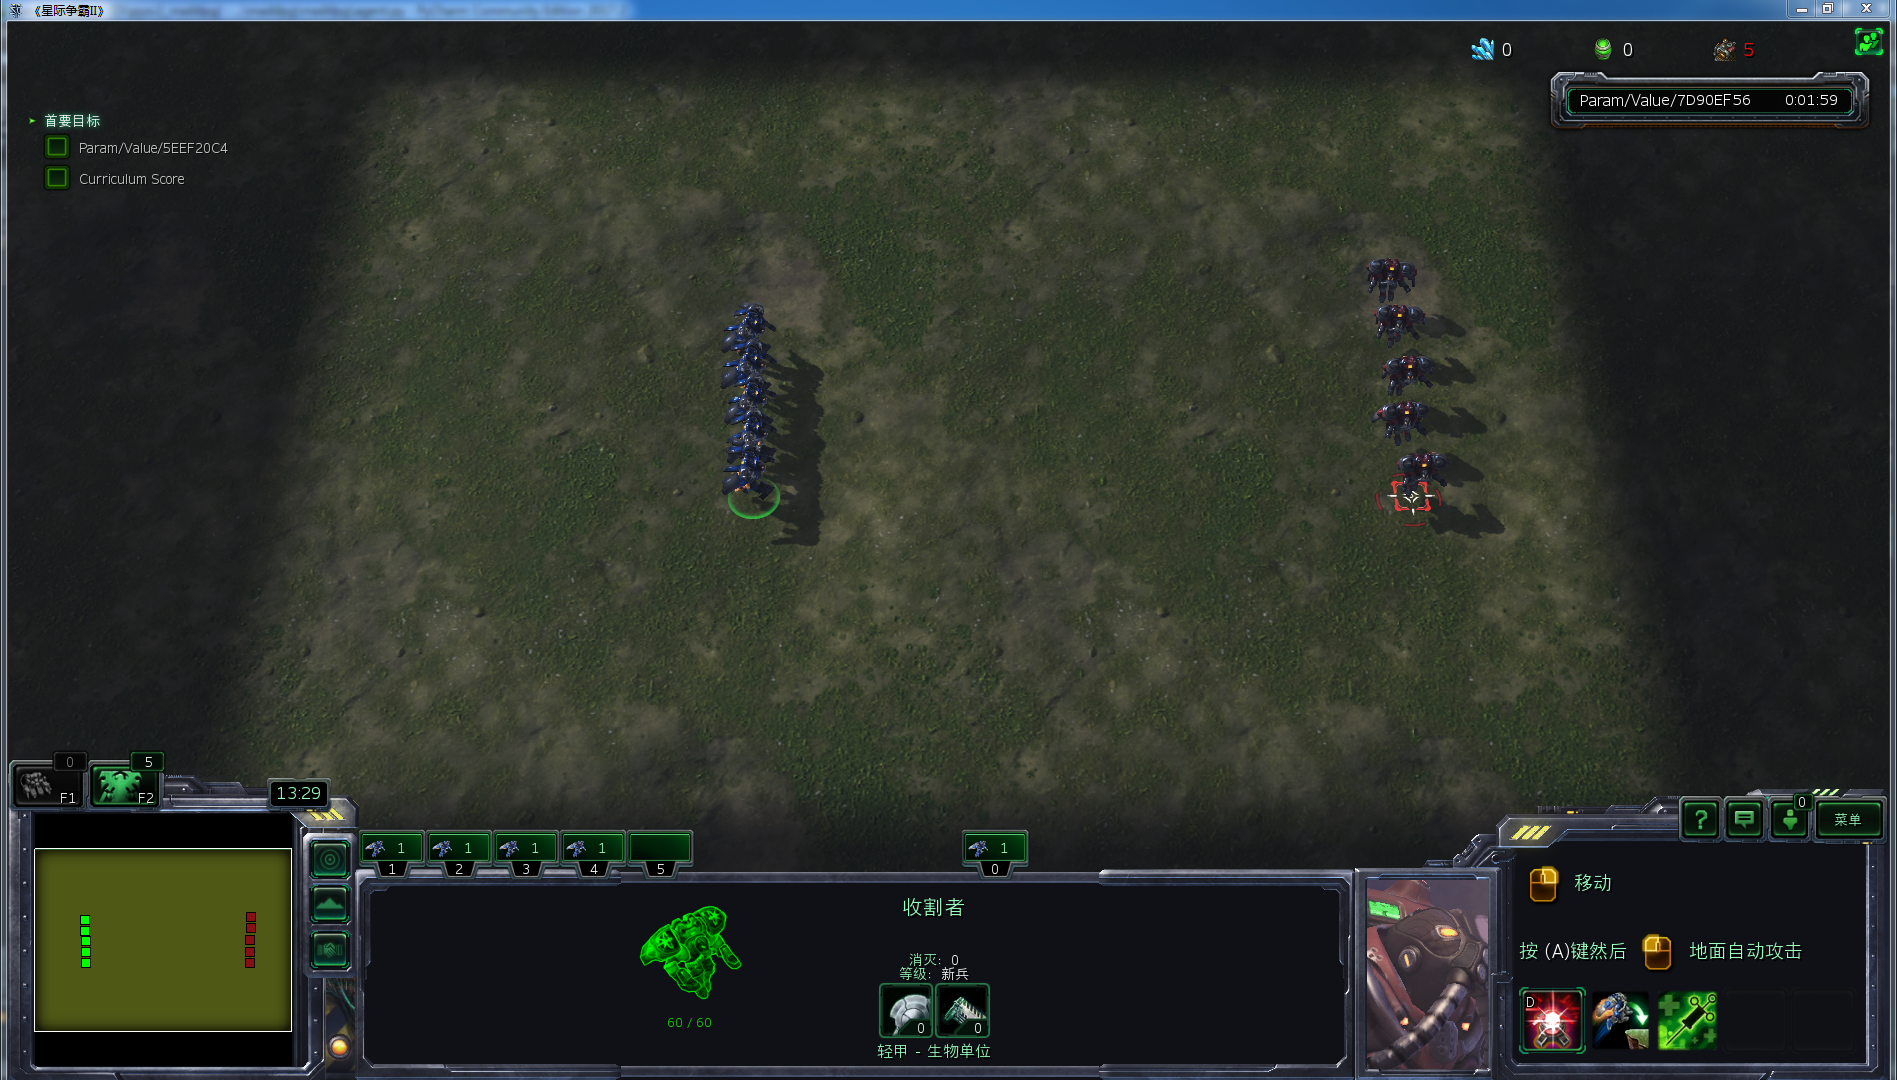 《星际争霸II》
0
0
5
Param/Value/7D90EF56 0:01:59
首要目标
Param/Value/5EEF20C4
Curriculum Score
0
5
F1
F2
13:29
1 1 1 1 1
1 2 3 4 5 0
收割者
消灭: 0
等级: 新兵
0 0
轻甲 - 生物单位
60 / 60
0
?
菜单
移动
按 (A)键然后 地面自动攻击
D